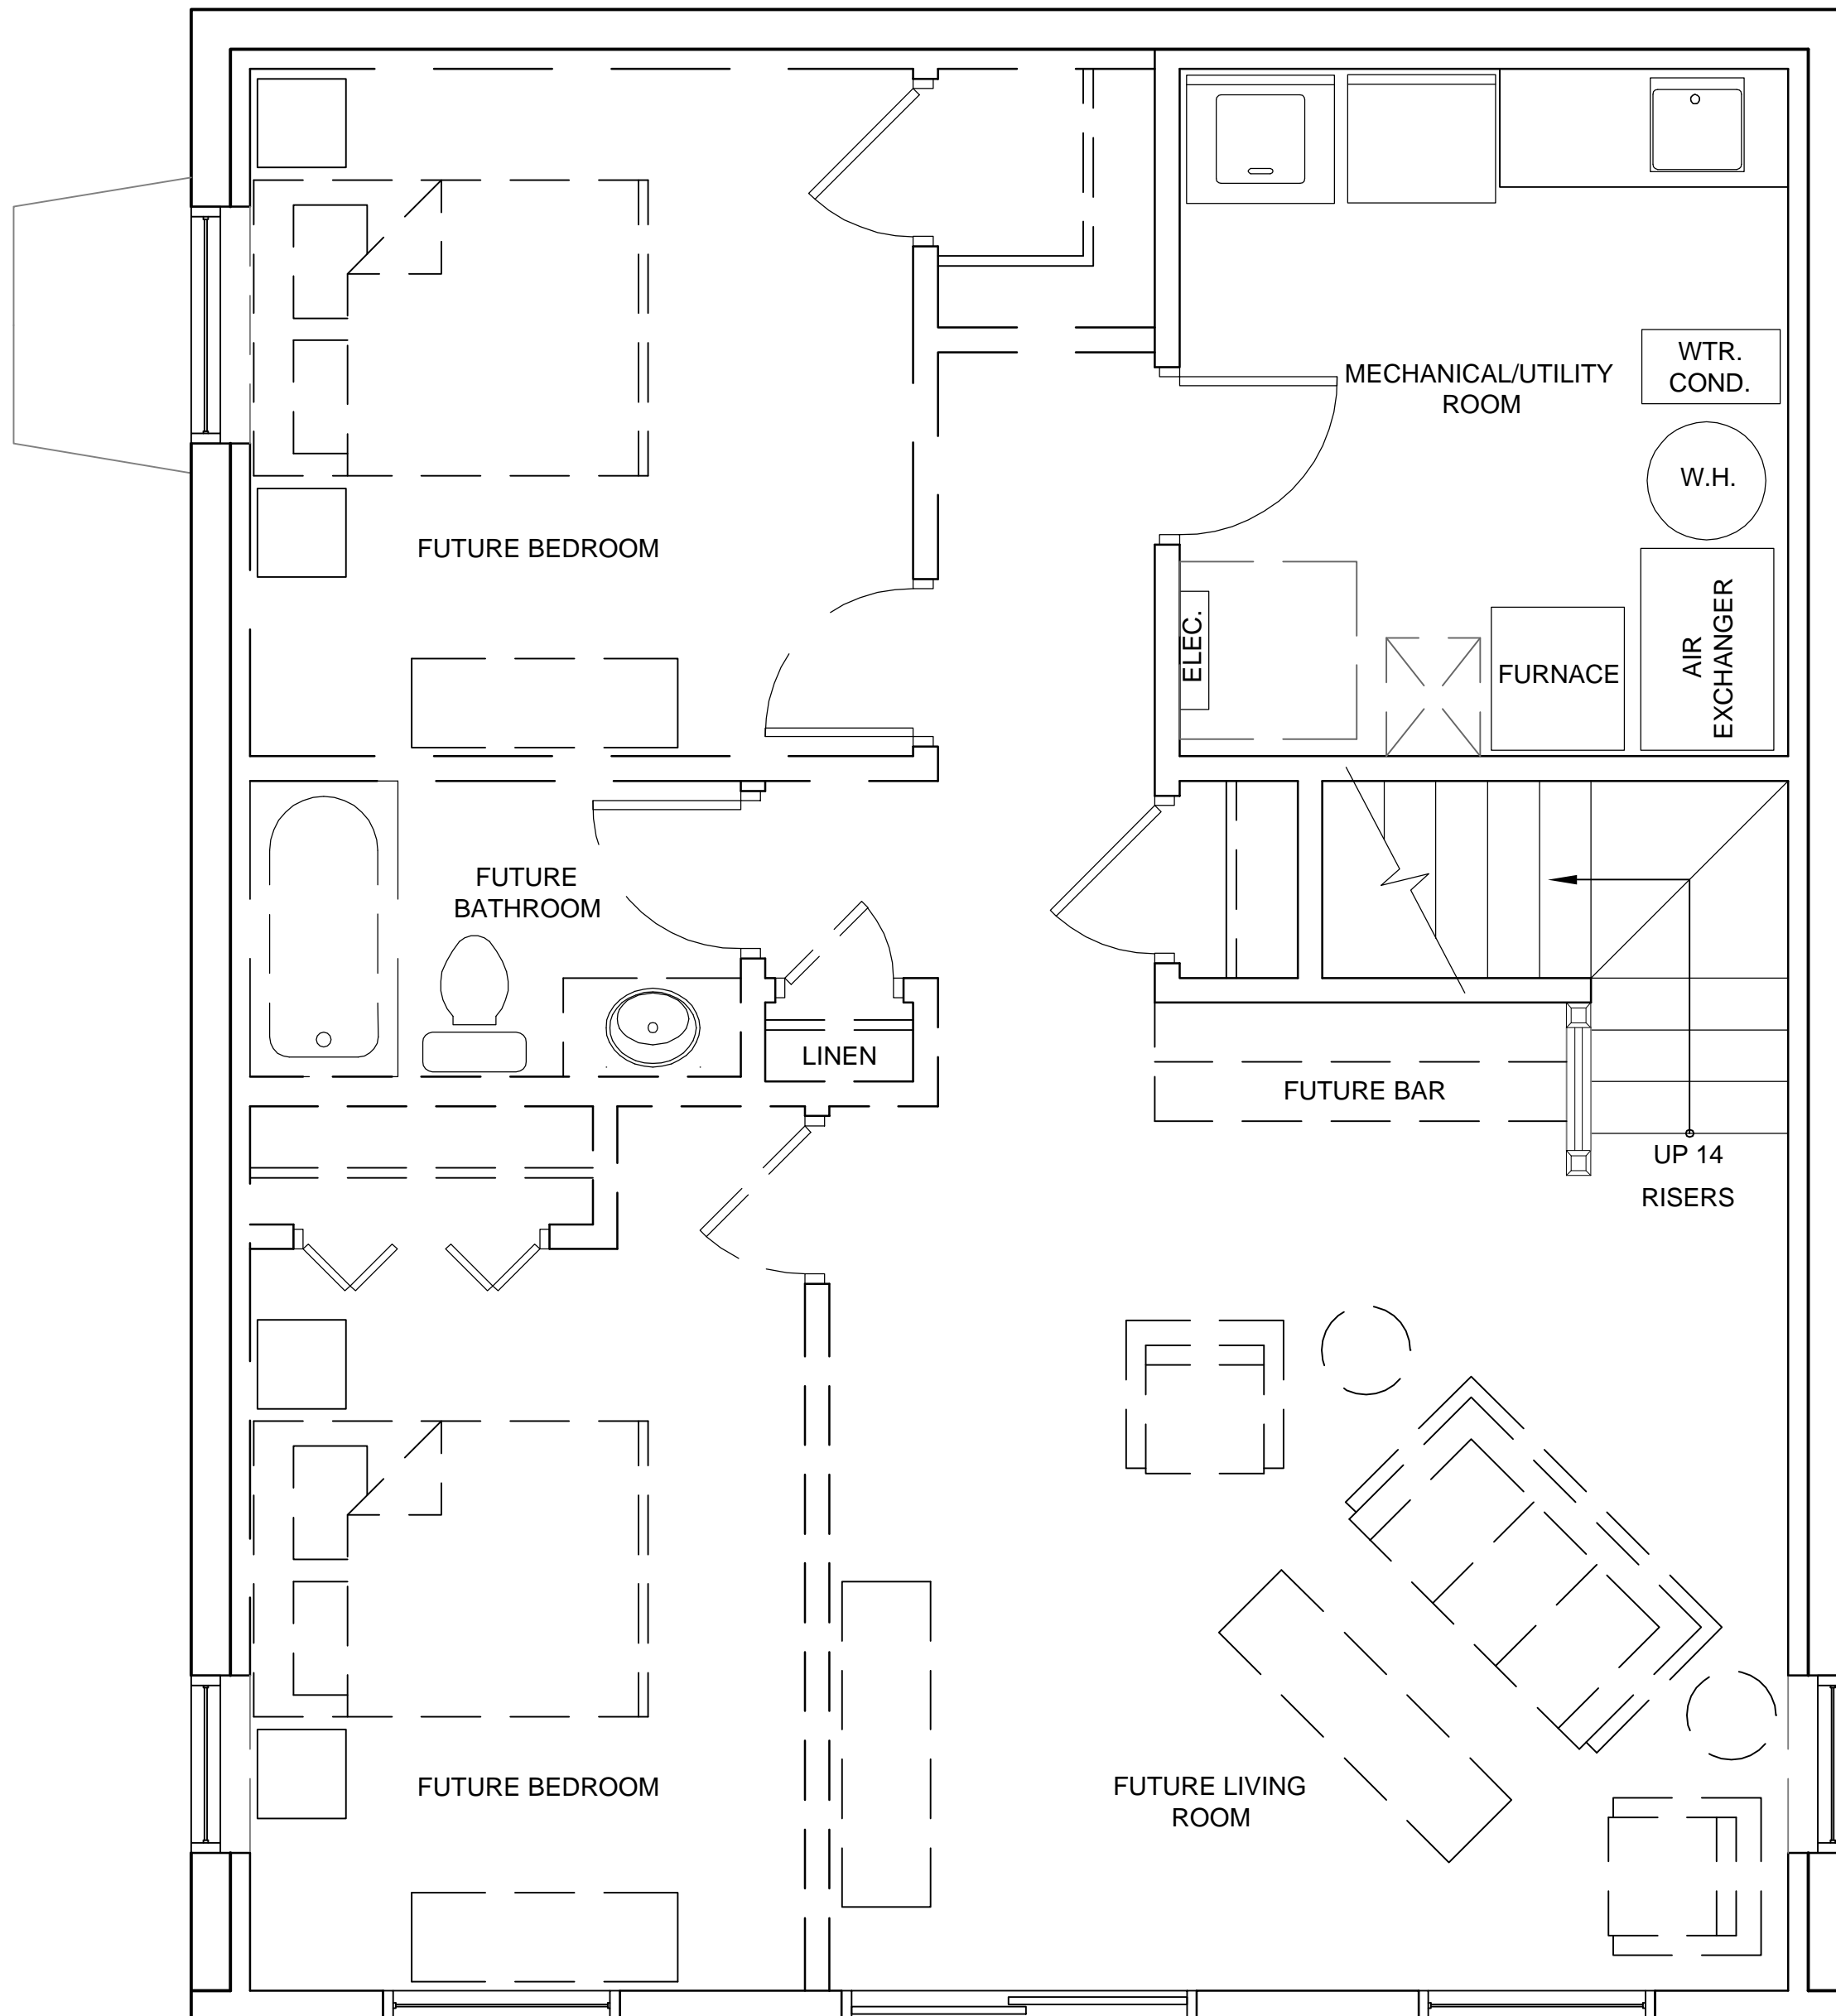 MECHANICAL/UTILITY
ROOM
WTR.
COND.
W.H.
FUTURE BEDROOM
ELEC.
FURNACE
AIR
EXCHANGER
FUTURE
BATHROOM
LINEN
FUTURE BAR
UP 14
RISERS
FUTURE BEDROOM
FUTURE LIVING
ROOM